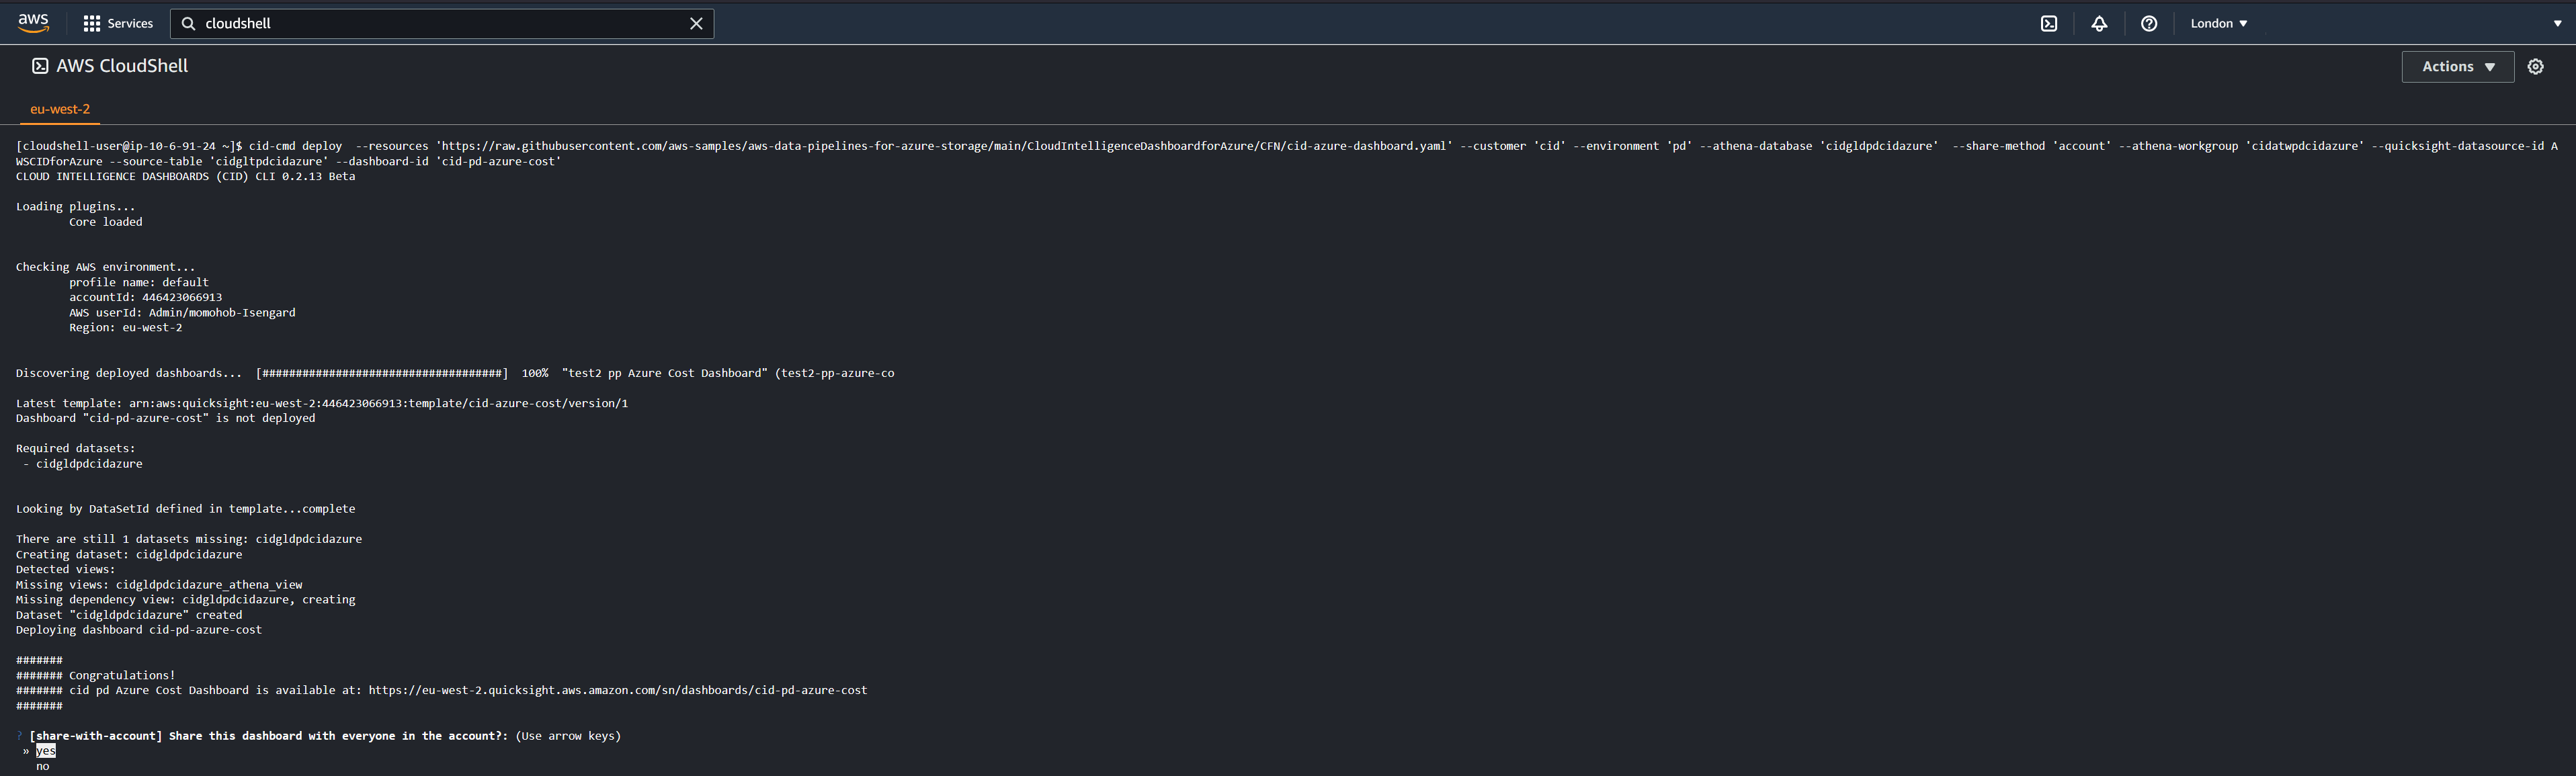 aws Services cloudshell London
AWS CloudShell Actions
eu-west-2
[cloudshell-user@ip-10-6-91-24 ~]$ cid-cmd deploy  --resources 'https://raw.githubusercontent.com/aws-samples/aws-data-pipelines-for-azure-storage/main/CloudIntelligenceDashboardforAzure/CFN/cid-azure-dashboard.yaml' --customer 'cid' --environment 'pd' --athena-database 'cidgldpdcidazure'  --share-method 'account' --athena-workgroup 'cidatwpdcidazure' --quicksight-datasource-id A
WSCIDforAzure --source-table 'cidgltpdcidazure' --dashboard-id 'cid-pd-azure-cost'
CLOUD INTELLIGENCE DASHBOARDS (CID) CLI 0.2.13 Beta
Loading plugins...
Core loaded
Checking AWS environment...
profile name: default
accountId: 446423066913
AWS userId: Admin/momohob-Isengard
Region: eu-west-2
Discovering deployed dashboards...  [####################################]  100%  "test2 pp Azure Cost Dashboard" (test2-pp-azure-co
Latest template: arn:aws:quicksight:eu-west-2:446423066913:template/cid-azure-cost/version/1
Dashboard "cid-pd-azure-cost" is not deployed
Required datasets:
- cidgldpdcidazure
Looking by DataSetId defined in template...complete
There are still 1 datasets missing: cidgldpdcidazure
Creating dataset: cidgldpdcidazure
Detected views:
Missing views: cidgldpdcidazure_athena_view
Missing dependency view: cidgldpdcidazure, creating
Dataset "cidgldpdcidazure" created
Deploying dashboard cid-pd-azure-cost
#######
####### Congratulations!
####### cid pd Azure Cost Dashboard is available at: https://eu-west-2.quicksight.aws.amazon.com/sn/dashboards/cid-pd-azure-cost
#######
? [share-with-account] Share this dashboard with everyone in the account?: (Use arrow keys)
» yes
no